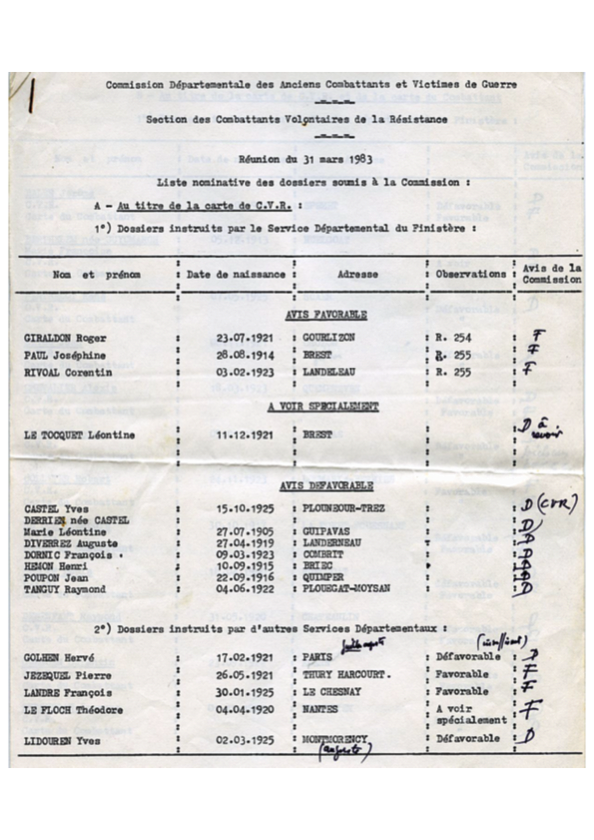 Commission Départementale des Anciens Combattants et Victimes de Guerre
Section des Combattants Volontaires de la Résistance
Réunion du 31 mars 1983
Liste nominative des dossiers soumis à la Commission :
A - Au titre de la carte de C.V.R. :
1°) Dossiers instruits par le Service Départemental du Finistère :
Nom et prénom : Date de naissance : Adresse : Observations : Avis de la Commission
AVIS FAVORABLE
GIRALDON Roger : 23.07.1921 : GOURLIZON : R. 254 : F
PAUL Joséphine : 28.08.1914 : BREST : R. 255 : F
RIVOAL Corentin : 03.02.1923 : LANDELEAU : R. 255 : F
A VOIR SPECIALEMENT
LE TOCQUET Léontine : 11.12.1921 : BREST : D à revoir
AVIS DEFAVORABLE
CASTEL Yves : 15.10.1925 : PLOUNEOUR-TREZ : D (CVR)
DERRIEN née CASTEL
Marie Léontine : 27.07.1905 : GUIPAVAS : D
DIVERREZ Auguste : 27.04.1919 : LANDERNEAU : D
DORNIC François . : 09.03.1923 : COMBRIT : D
HEMON Henri : 10.09.1915 : BRIEC : D
POUPON Jean : 22.09.1916 : QUIMPER : D
TANGUY Raymond : 04.06.1922 : PLOUEGAT-MOYSAN : D
2°) Dossiers instruits par d'autres Services Départementaux :
(insuffisant)
GOLHEN Hervé : 17.02.1921 : PARIS : Défavorable : D
JEZEQUEL Pierre : 26.05.1921 : THURY HARCOURT. : Favorable : F
LANDRE François : 30.01.1925 : LE CHESNAY : Favorable : F
LE FLOCH Théodore : 04.04.1920 : NANTES : A voir spécialement : F
LIDOUREN Yves : 02.03.1925 : MONTMORENCY : Défavorable : D